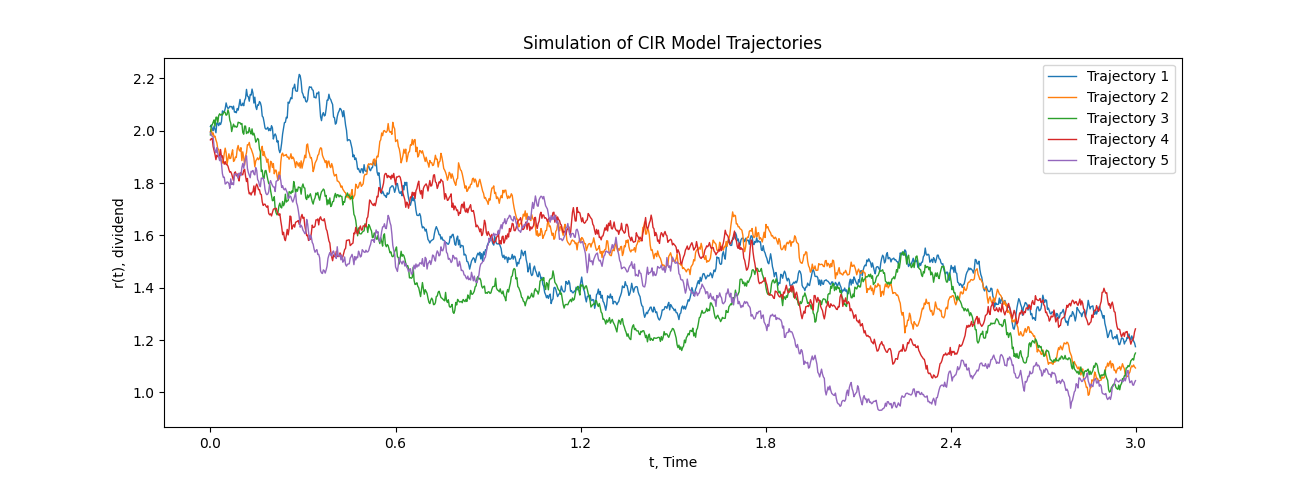 Simulation of CIR Model Trajectories
r(t), dividend
2.2
2.0
1.8
1.6
1.4
1.2
1.0
Trajectory 1
Trajectory 2
Trajectory 3
Trajectory 4
Trajectory 5
0.0 0.6 1.2 1.8 2.4 3.0
t, Time